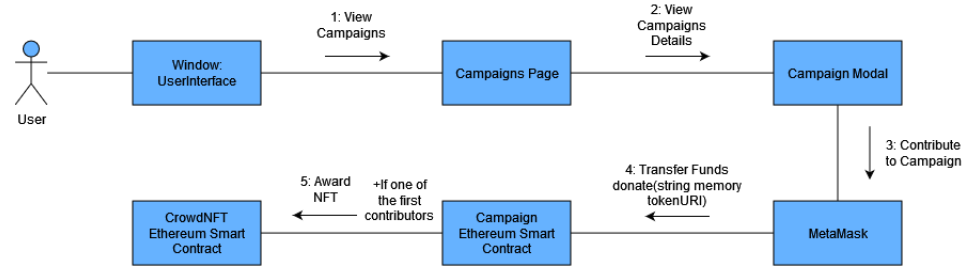 1: View
Campaigns
2: View
Campaigns
Details
User
Window:
UserInterface
Campaigns Page
Campaign Modal
3: Contribute
to Campaign
4: Transfer Funds
donate(string memory
tokenURI)
5: Award
NFT
+If one of
the first
contributors
CrowdNFT
Ethereum Smart
Contract
Campaign
Ethereum Smart
Contract
MetaMask